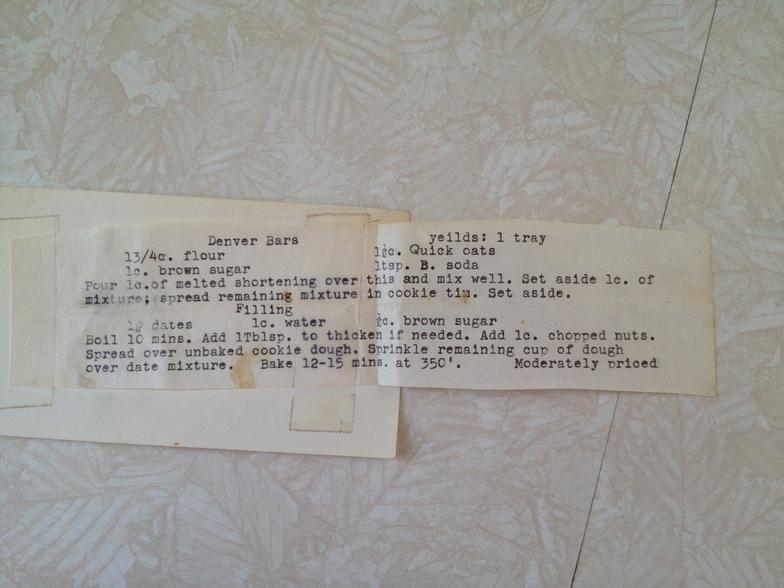 Denver Bars yeilds: 1 tray
13/4c. flour 1½c. Quick oats
1c. brown sugar 1tsp. B. soda
Pour 1c.of melted shortening over this and mix well. Set aside 1c. of
mixture; spread remaining mixture in cookie tin. Set aside.
Filling
1# dates 1c. water ½c. brown sugar
Boil 10 mins. Add 1Tblsp. to thicken if needed. Add 1c. chopped nuts.
Spread over unbaked cookie dough. Sprinkle remaining cup of dough
over date mixture. Bake 12-15 mins. at 350'. Moderately priced